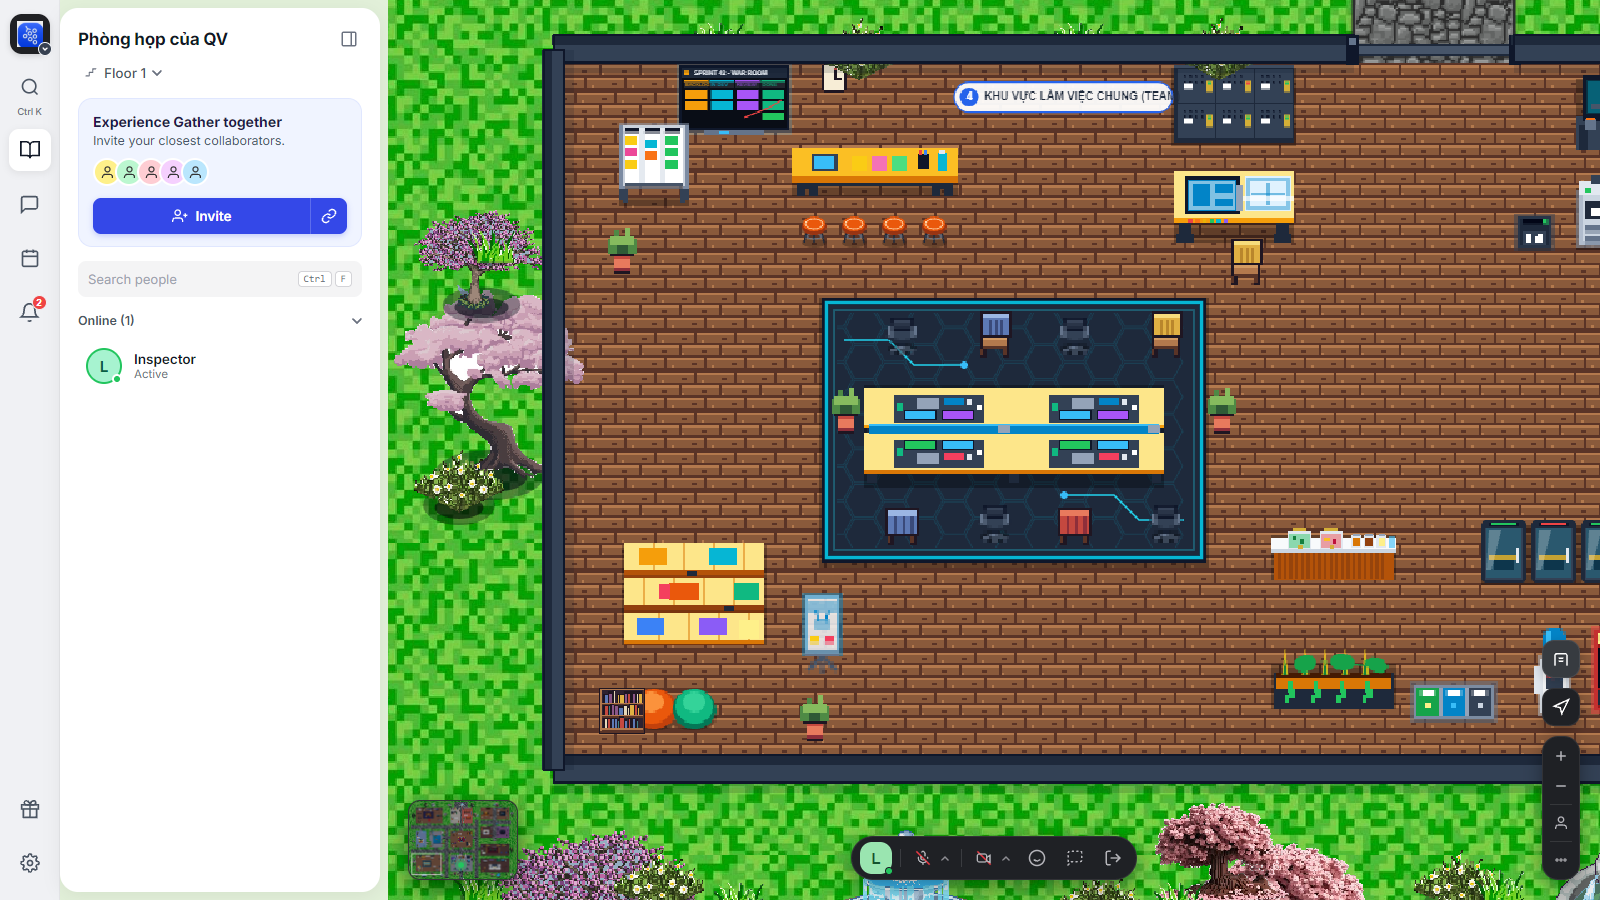 Phòng họp của QV
Floor 1
Ctrl K
Experience Gather together
Invite your closest collaborators.
Invite
Search people
Ctrl F
2
Online (1)
L
Inspector
Active
SPRINT 42 - WAR ROOM
4 KHU VỰC LÀM VIỆC CHUNG (TEAM
L